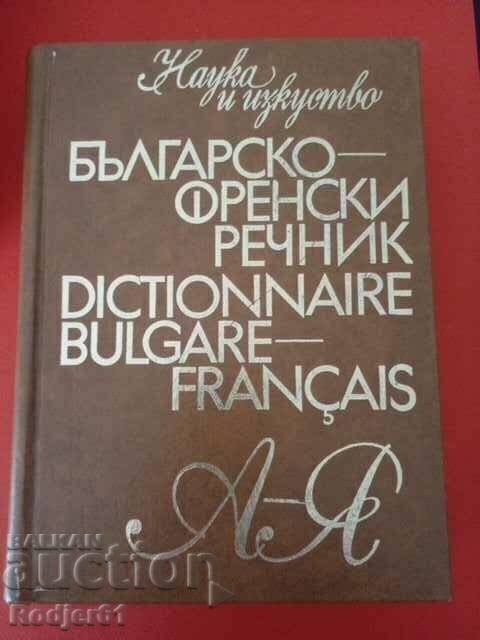 Наука
и изкуство
БЪЛГАРСКО—
ФРЕНСКИ
РЕЧНИК
DICTIONNAIRE
BULGARE—
FRANÇAIS
А–Я
BALKAN
auction
Rodjer61